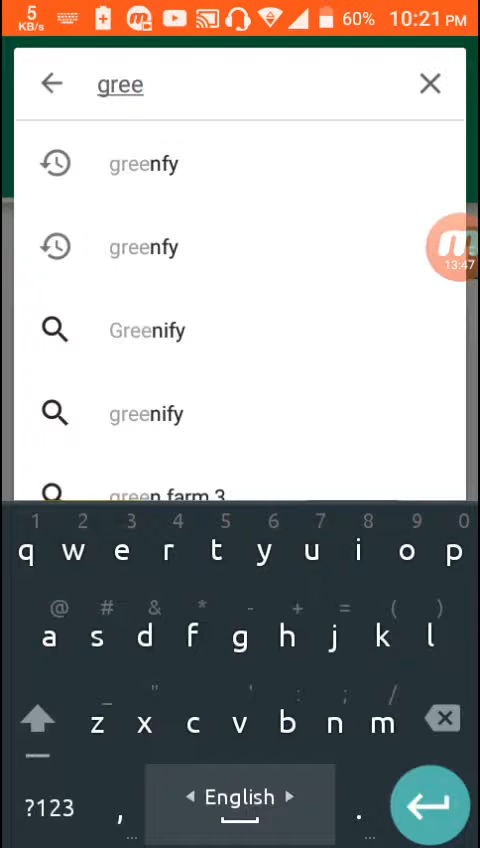 5 KB/s 60% 10:21 PM
gree
greenfy
greenfy
13:47
Greenify
greenify
green farm 3
1 2 3 4 5 6 7 8 9 0
q w e r t y u i o p
@ # & * - + = ( )
a s d f g h j k l
_ " ' : ; /
z x c v b n m
?123 , English .